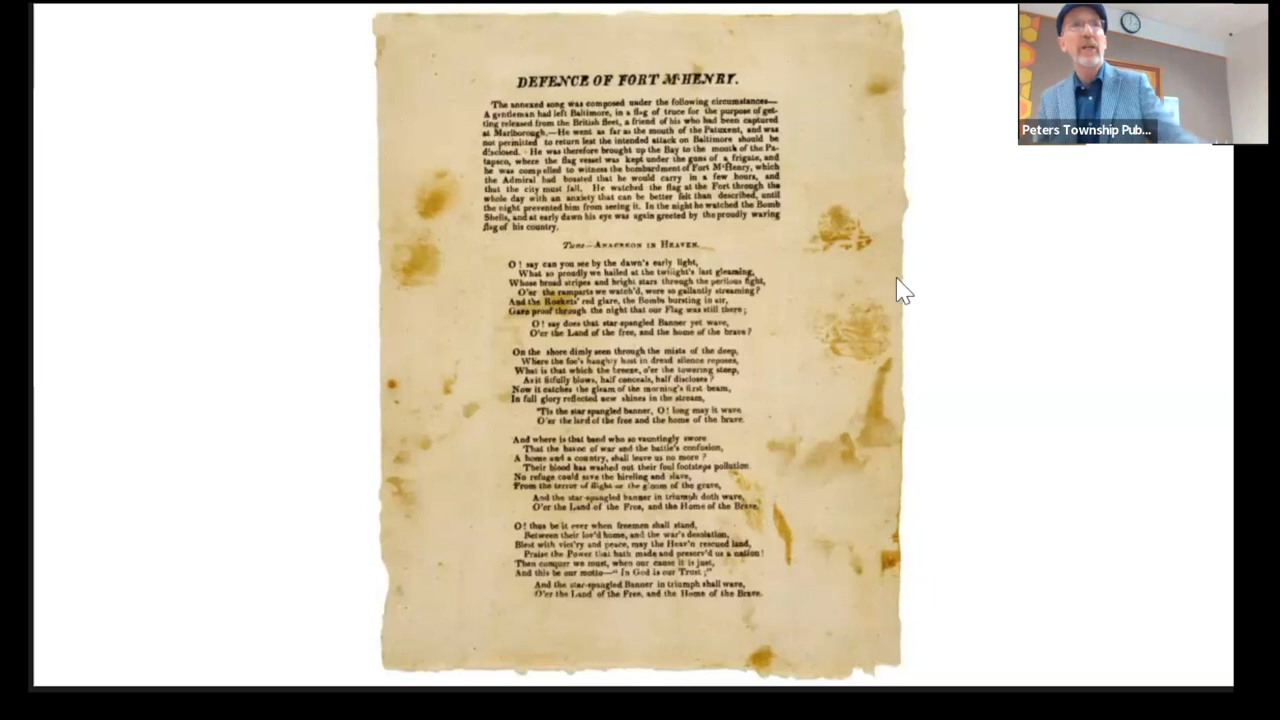 DEFENCE OF FORT M'HENRY.
The annexed song was composed under the following circumstances—
A gentleman had left Baltimore, in a flag of truce for the purpose of get-
ting released from the British fleet, a friend of his who had been captured
at Marlborough.—He went as far as the mouth of the Patuxent, and was
not permitted to return lest the intended attack on Baltimore should be
disclosed. He was therefore brought up the Bay to the mouth of the Pa-
tapsco, where the flag vessel was kept under the guns of a frigate, and
he was compelled to witness the bombardment of Fort M'Henry, which
the Admiral had boasted that he would carry in a few hours, and
that the city must fall. He watched the flag at the Fort through the
whole day with an anxiety that can be better felt than described, until
the night prevented him from seeing it. In the night he watched the Bomb
Shells, and at early dawn his eye was again greeted by the proudly waving
flag of his country.
Tune—ANACREON IN HEAVEN.
O! say can you see by the dawn's early light,
What so proudly we hailed at the twilight's last gleaming,
Whose broad stripes and bright stars through the perilous fight,
O'er the ramparts we watch'd, were so gallantly streaming?
And the Rockets' red glare, the Bombs bursting in air,
Gave proof through the night that our Flag was still there;
O! say does that star-spangled Banner yet wave,
O'er the Land of the free, and the home of the brave?
On the shore dimly seen through the mists of the deep,
Where the foe's haughty host in dread silence reposes,
What is that which the breeze, o'er the towering steep,
As it fitfully blows, half conceals, half discloses?
Now it catches the gleam of the morning's first beam,
In full glory reflected new shines in the stream,
'Tis the star spangled banner, O! long may it wave
O'er the land of the free and the home of the brave.
And where is that band who so vauntingly swore
That the havoc of war and the battle's confusion,
A home and a country, shall leave us no more?
Their blood has washed out their foul footsteps pollution.
No refuge could save the hireling and slave,
From the terror of flight or the gloom of the grave,
And the star-spangled banner in triumph doth wave,
O'er the Land of the Free, and the Home of the Brave.
O! thus be it ever when freemen shall stand,
Between their lov'd home, and the war's desolation,
Blest with vict'ry and peace, may the Heav'n rescued land,
Praise the Power that hath made and preserv'd us a nation!
Then conquer we must, when our cause it is just,
And this be our motto—"In God is our Trust;"
And the star-spangled Banner in triumph shall wave,
O'er the Land of the Free, and the Home of the Brave.
Peters Township Pub...